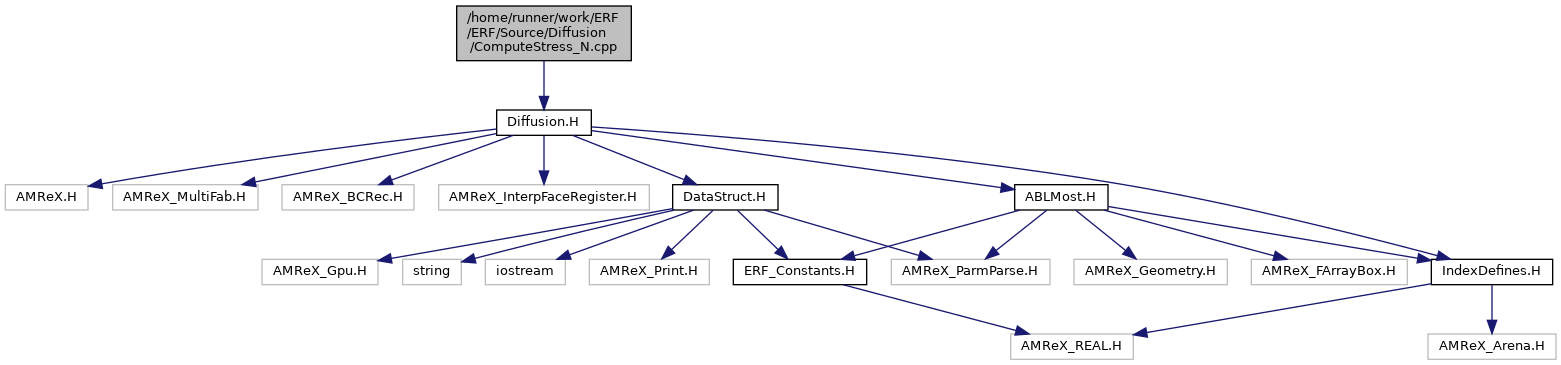 /home/runner/work/ERF
/ERF/Source/Diffusion
/ComputeStress_N.cpp
Diffusion.H
AMReX.H
AMReX_MultiFab.H
AMReX_BCRec.H
AMReX_InterpFaceRegister.H
DataStruct.H
ABLMost.H
AMReX_Gpu.H
string
iostream
AMReX_Print.H
ERF_Constants.H
AMReX_ParmParse.H
AMReX_Geometry.H
AMReX_FArrayBox.H
IndexDefines.H
AMReX_REAL.H
AMReX_Arena.H